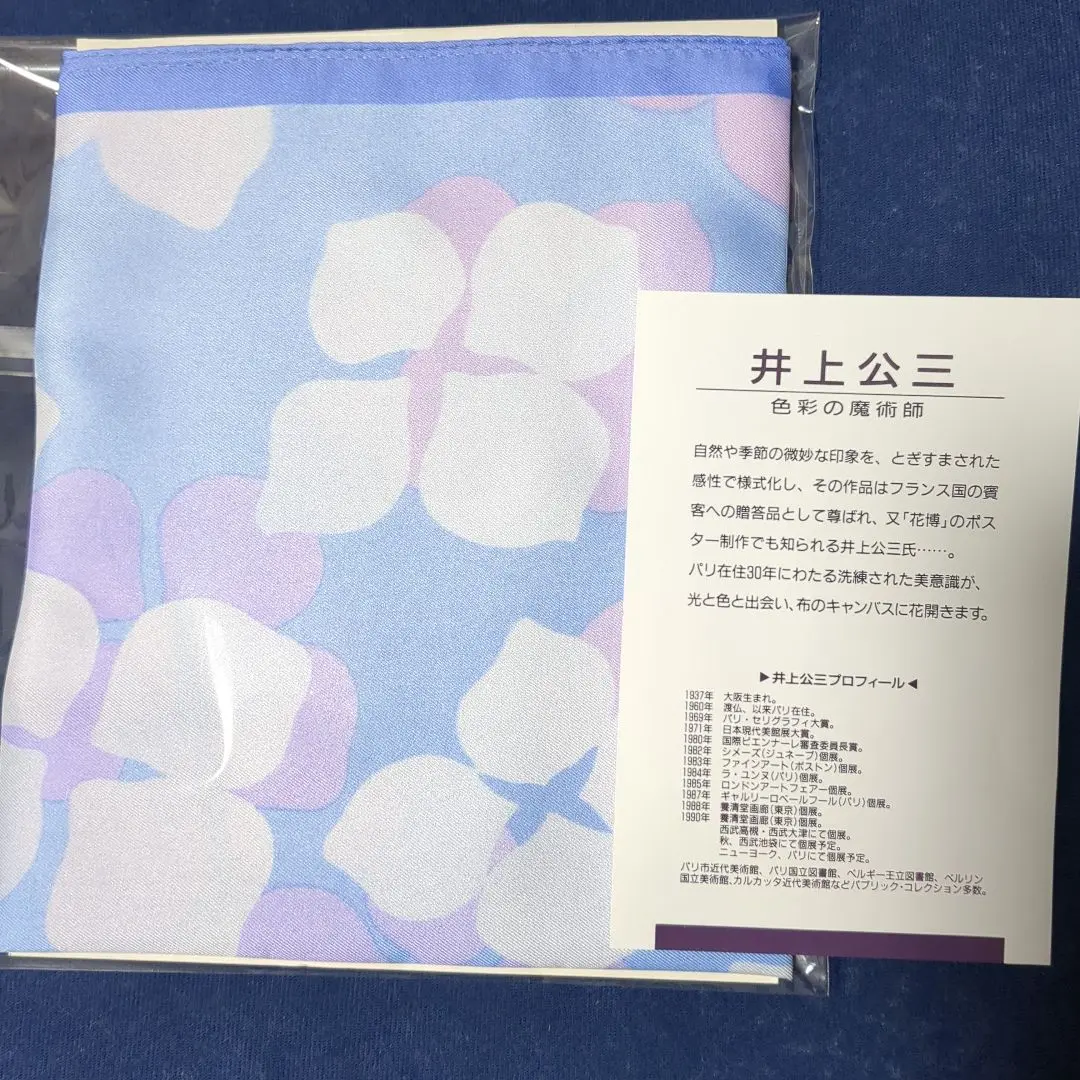 井上公三
色彩の魔術師
自然や季節の微妙な印象を、とぎすまされた
感性で様式化し、その作品はフランス国の賓
客への贈答品として尊ばれ、又「花博」のポス
ター制作でも知られる井上公三氏……。
パリ在住30年にわたる洗練された美意識が、
光と色と出会い、布のキャンバスに花開きます。
▶井上公三プロフィール◀
1937年 大阪生まれ。
1960年 渡仏、以来パリ在住。
1969年 パリ・セリグラフィ大賞。
1971年 日本現代美館展大賞。
1980年 国際ビエンナーレ審査委員長賞。
1982年 シメーズ(ジュネーブ)個展。
1983年 ファインアート(ボストン)個展。
1984年 ラ・ユンヌ(パリ)個展。
1985年 ロンドンアートフェアー個展。
1987年 ギャルリーロベールフール(パリ)個展。
1988年 養清堂画廊(東京)個展。
1990年 養清堂画廊(東京)個展。
西武高槻・西武大津にて個展。
秋、西武池袋にて個展予定。
ニューヨーク、パリにて個展予定。
パリ市近代美術館、パリ国立図書館、ベルギー王立図書館、ベルリン
国立美術館、カルカッタ近代美術館などパブリック・コレクション多数。